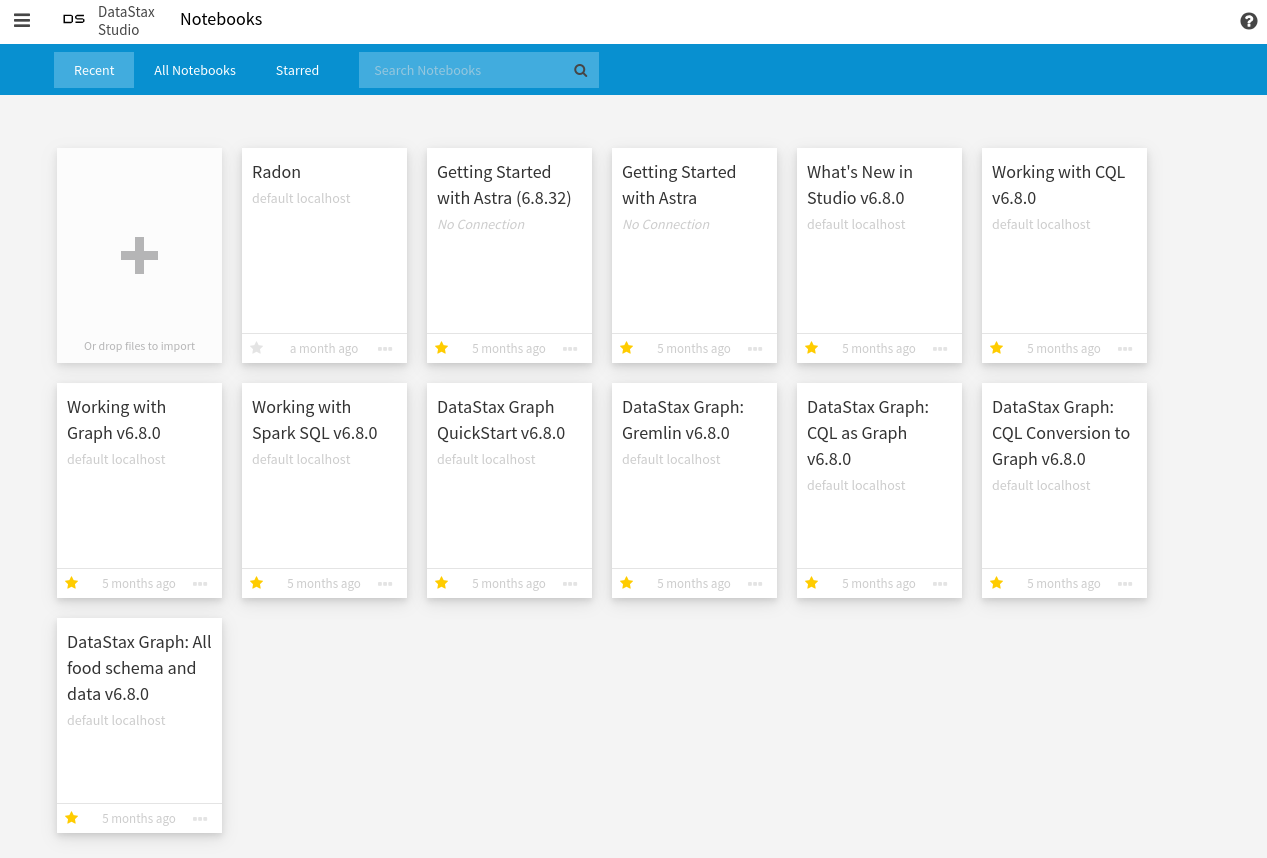 DS
DataStax
Studio
Notebooks
Recent
All Notebooks
Starred
Search Notebooks
Or drop files to import
Radon
default localhost
a month ago
Getting Started
with Astra (6.8.32)
No Connection
5 months ago
Getting Started
with Astra
No Connection
5 months ago
What's New in
Studio v6.8.0
default localhost
5 months ago
Working with CQL
v6.8.0
default localhost
5 months ago
Working with
Graph v6.8.0
default localhost
5 months ago
Working with
Spark SQL v6.8.0
default localhost
5 months ago
DataStax Graph
QuickStart v6.8.0
default localhost
5 months ago
DataStax Graph:
Gremlin v6.8.0
default localhost
5 months ago
DataStax Graph:
CQL as Graph
v6.8.0
default localhost
5 months ago
DataStax Graph:
CQL Conversion to
Graph v6.8.0
default localhost
5 months ago
DataStax Graph: All
food schema and
data v6.8.0
default localhost
5 months ago